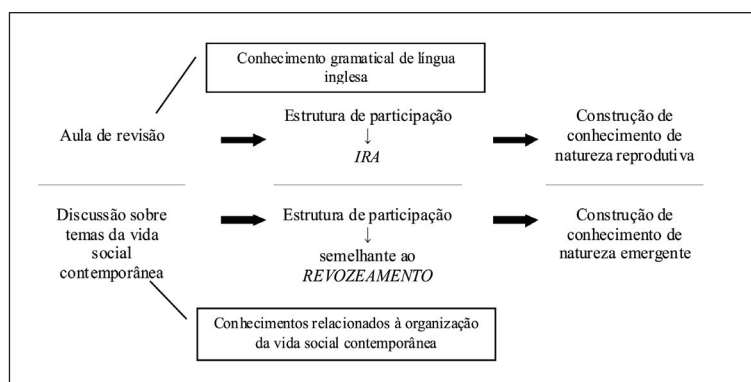 Conhecimento gramatical de língua
inglesa
Aula de revisão
Estrutura de participação
↓
IRA
Construção de
conhecimento de
natureza reprodutiva
Discussão sobre
temas da vida
social
contemporânea
Estrutura de participação
↓
semelhante ao
REVOZEAMENTO
Construção de
conhecimento de
natureza emergente
Conhecimentos relacionados à organização
da vida social contemporânea